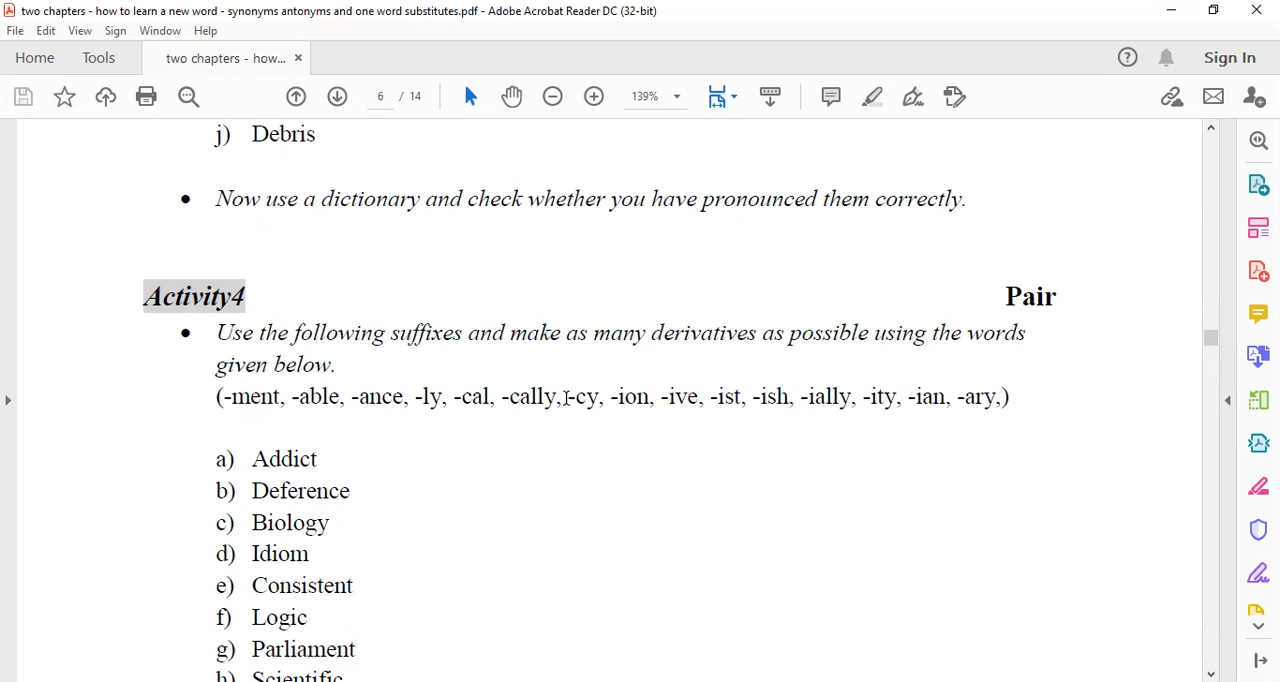 two chapters - how to learn a new word - synonyms antonyms and one word substitutes.pdf - Adobe Acrobat Reader DC (32-bit)
File Edit View Sign Window Help
Home Tools two chapters - how... × Sign In
6 / 14 139%
j) Debris
• Now use a dictionary and check whether you have pronounced them correctly.
Activity4 Pair
• Use the following suffixes and make as many derivatives as possible using the words
given below.
(-ment, -able, -ance, -ly, -cal, -cally, -cy, -ion, -ive, -ist, -ish, -ially, -ity, -ian, -ary,)
a) Addict
b) Deference
c) Biology
d) Idiom
e) Consistent
f) Logic
g) Parliament
h) Scientific